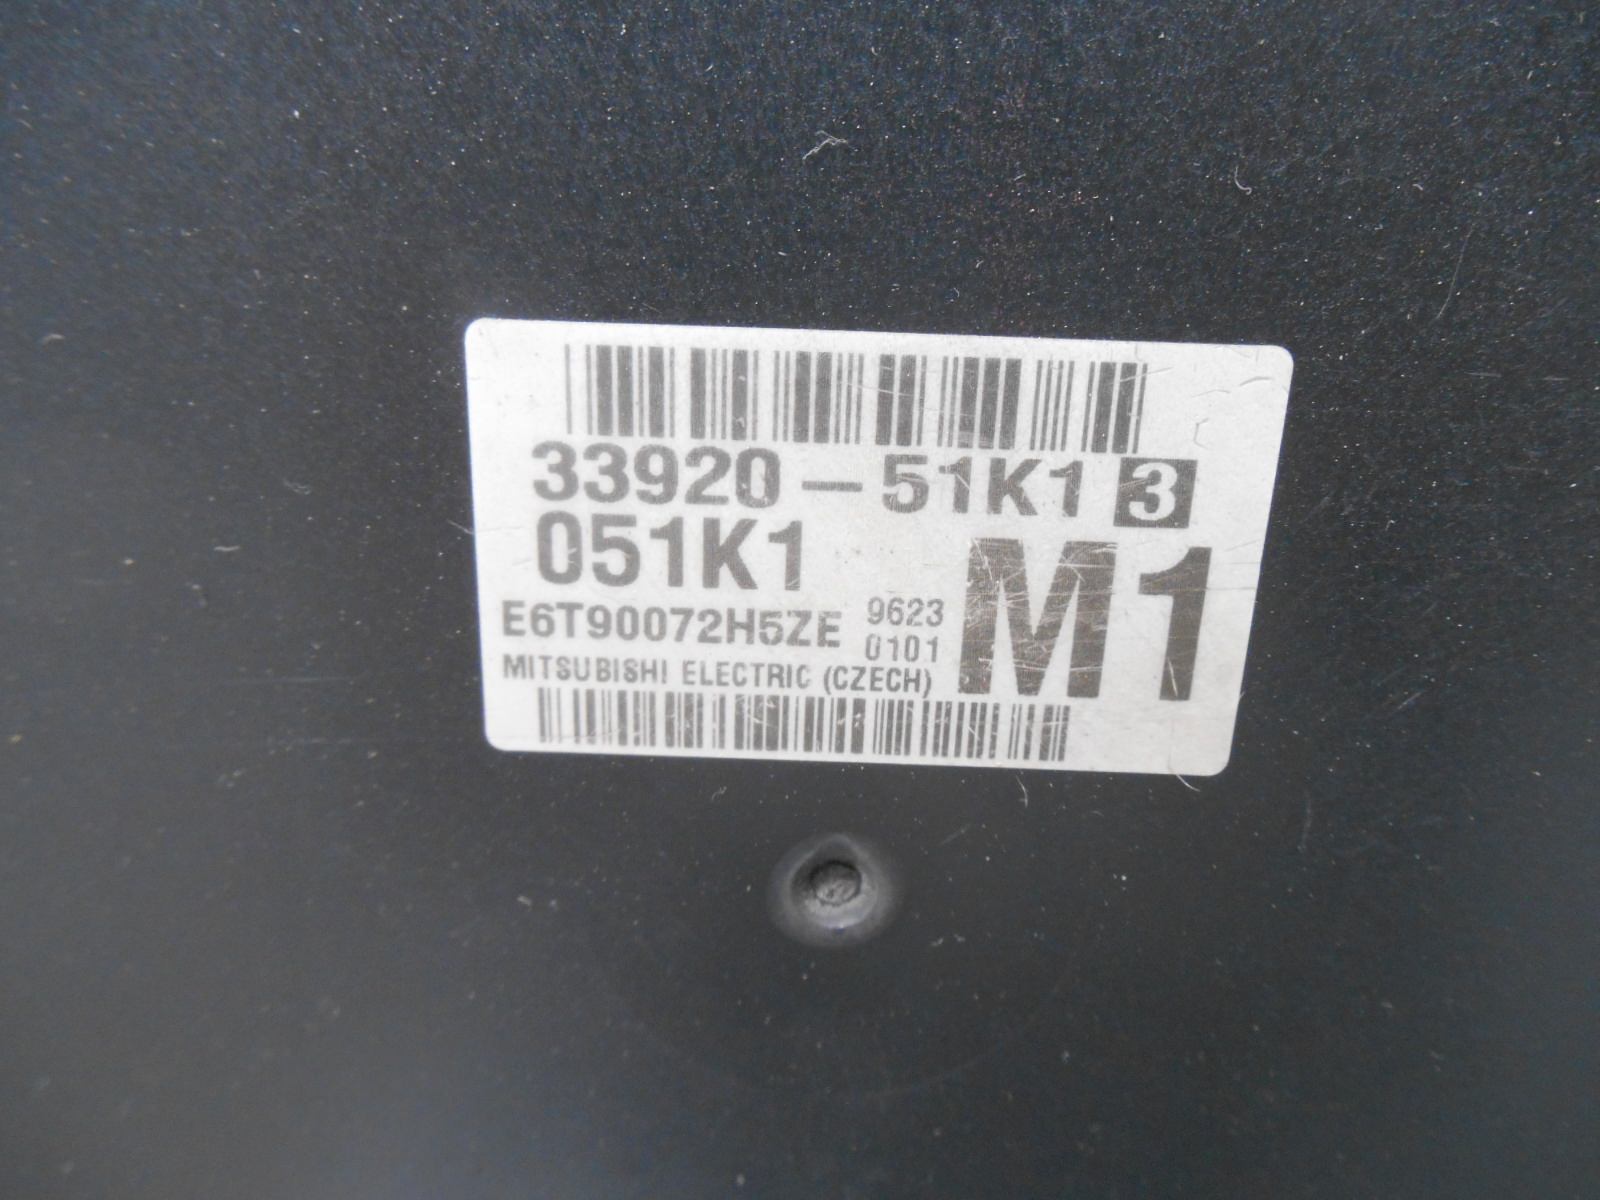 33920-51K1 3
051K1
M1
E6T90072H5ZE
9623
0101
MITSUBISHI ELECTRIC (CZECH)